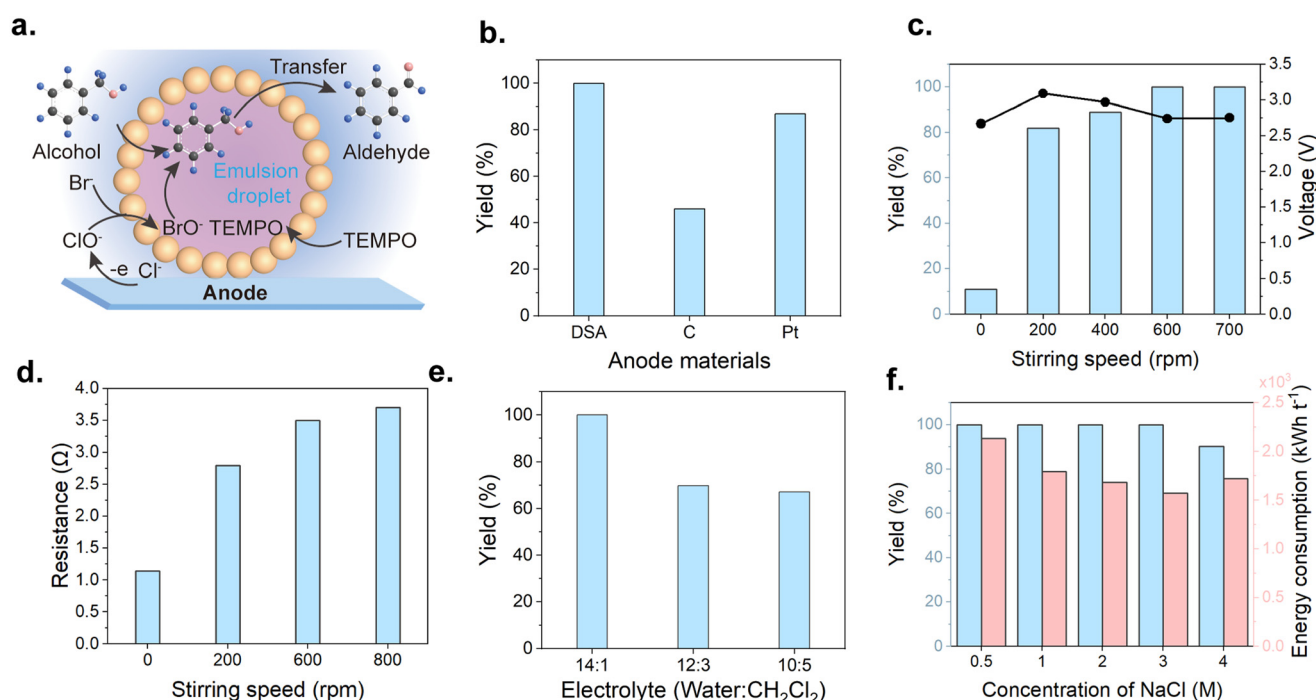 a.
Transfer
Alcohol
Aldehyde
Emulsion
droplet
Br-
BrO- TEMPO
TEMPO
ClO-
-e Cl-
Anode
b.
Yield (%)
100
80
60
40
20
0
DSA C Pt
Anode materials
c.
Yield (%)
100
80
60
40
20
0
3.5
3.0
2.5
2.0
1.5
1.0
0.5
0.0
Voltage (V)
0 200 400 600 700
Stirring speed (rpm)
d.
Resistance (Ω)
4.0
3.5
3.0
2.5
2.0
1.5
1.0
0.5
0.0
0 200 600 800
Stirring speed (rpm)
e.
Yield (%)
100
80
60
40
20
0
14:1 12:3 10:5
Electrolyte (Water:CH₂Cl₂)
f.
Yield (%)
100
80
60
40
20
0
x10³
2.5
2.0
1.5
1.0
0.5
0.0
Energy consumption (kWh t⁻¹)
0.5 1 2 3 4
Concentration of NaCl (M)